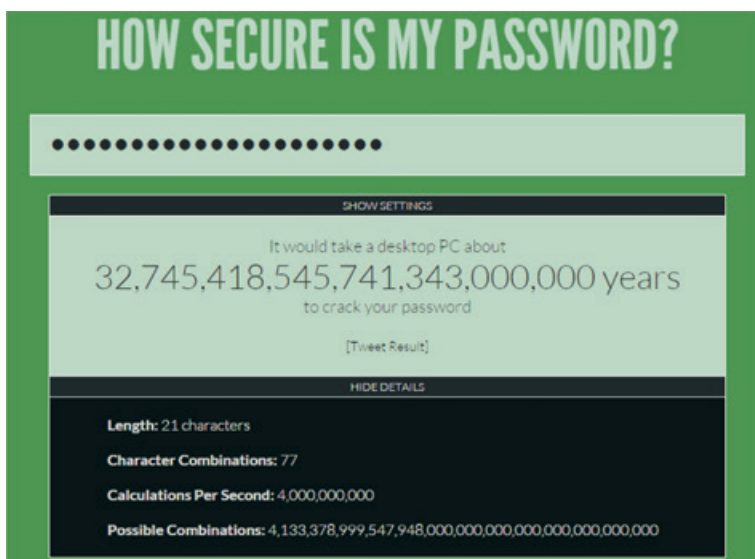 HOW SECURE IS MY PASSWORD?
●●●●●●●●●●●●●●●●●●●●●
SHOW SETTINGS
It would take a desktop PC about
32,745,418,545,741,343,000,000 years
to crack your password
[Tweet Result]
HIDE DETAILS
Length: 21 characters
Character Combinations: 77
Calculations Per Second: 4,000,000,000
Possible Combinations: 4,133,378,999,547,948,000,000,000,000,000,000,000,000